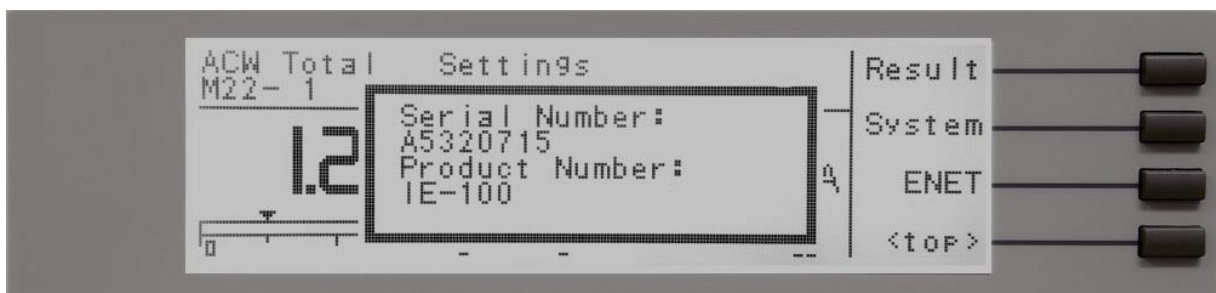 ACW Total Settings
M22- 1
Serial Number:
A5320715
Product Number:
IE-100
1.2
0
Result
System
ENET
<top>